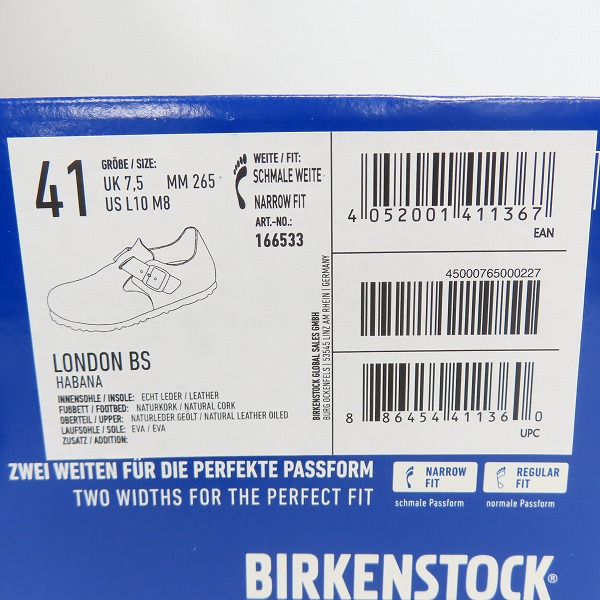 41
GRÖßE / SIZE:
UK 7,5 MM 265
US L10 M8
WEITE / FIT:
SCHMALE WEITE
NARROW FIT
ART.-NO.:
166533
4 052001 411367
EAN
45000765000227
8 86454 41136 0
UPC
LONDON BS
HABANA
INNENSOHLE / INSOLE: ECHT LEDER / LEATHER
FUßBETT / FOOTBED: NATURKORK / NATURAL CORK
OBERTEIL / UPPER: NATURLEDER GEÖLT / NATURAL LEATHER OILED
LAUFSOHLE / SOLE: EVA / EVA
ZUSATZ / ADDITION:
BIRKENSTOCK GLOBAL SALES GMBH
BURG OCKENFELS | 53545 LINZ AM RHEIN | GERMANY
ZWEI WEITEN FÜR DIE PERFEKTE PASSFORM
TWO WIDTHS FOR THE PERFECT FIT
NARROW
FIT
schmale Passform
REGULAR
FIT
normale Passform
BIRKENSTOCK®